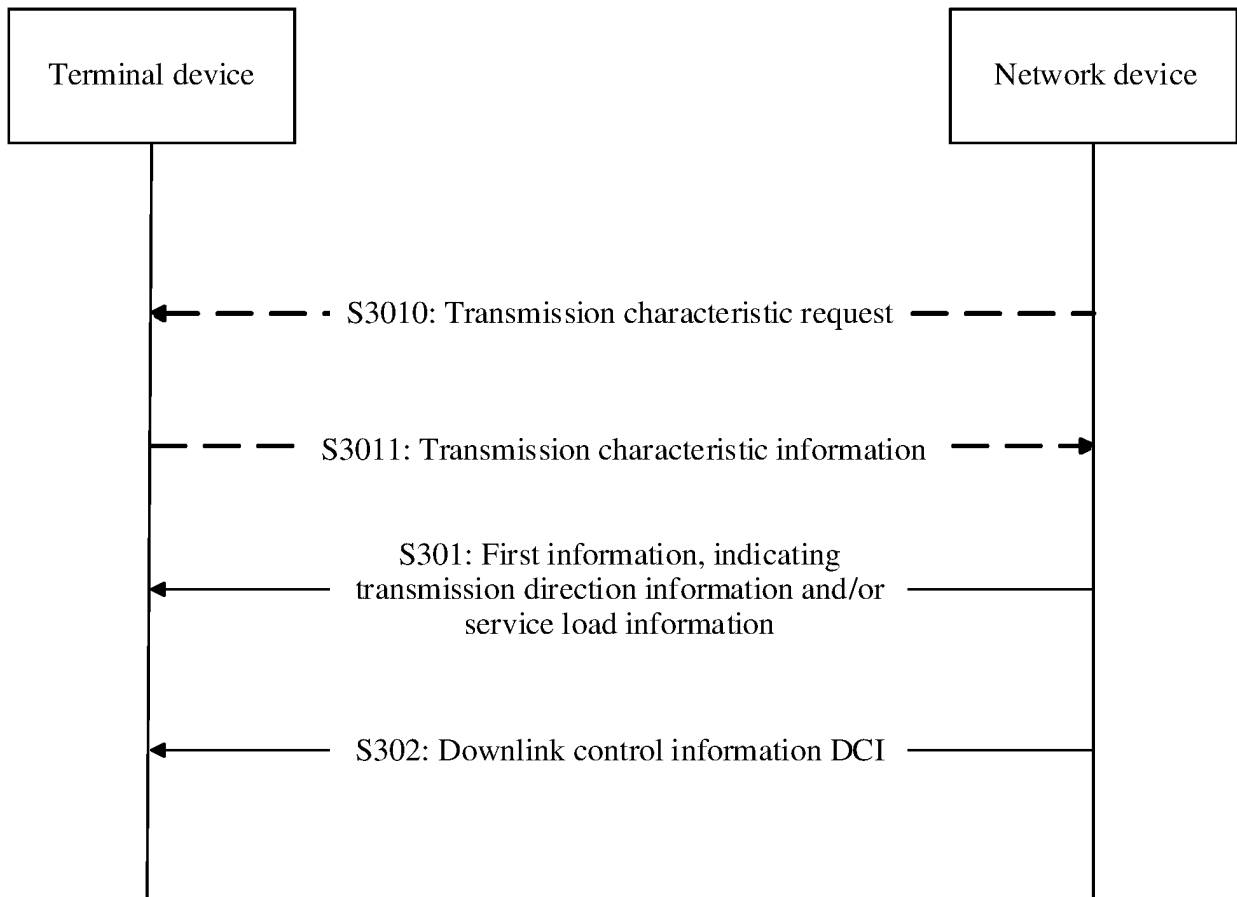 Terminal device
Network device
S3010: Transmission characteristic request
S3011: Transmission characteristic information
S301: First information, indicating
transmission direction information and/or
service load information
S302: Downlink control information DCI